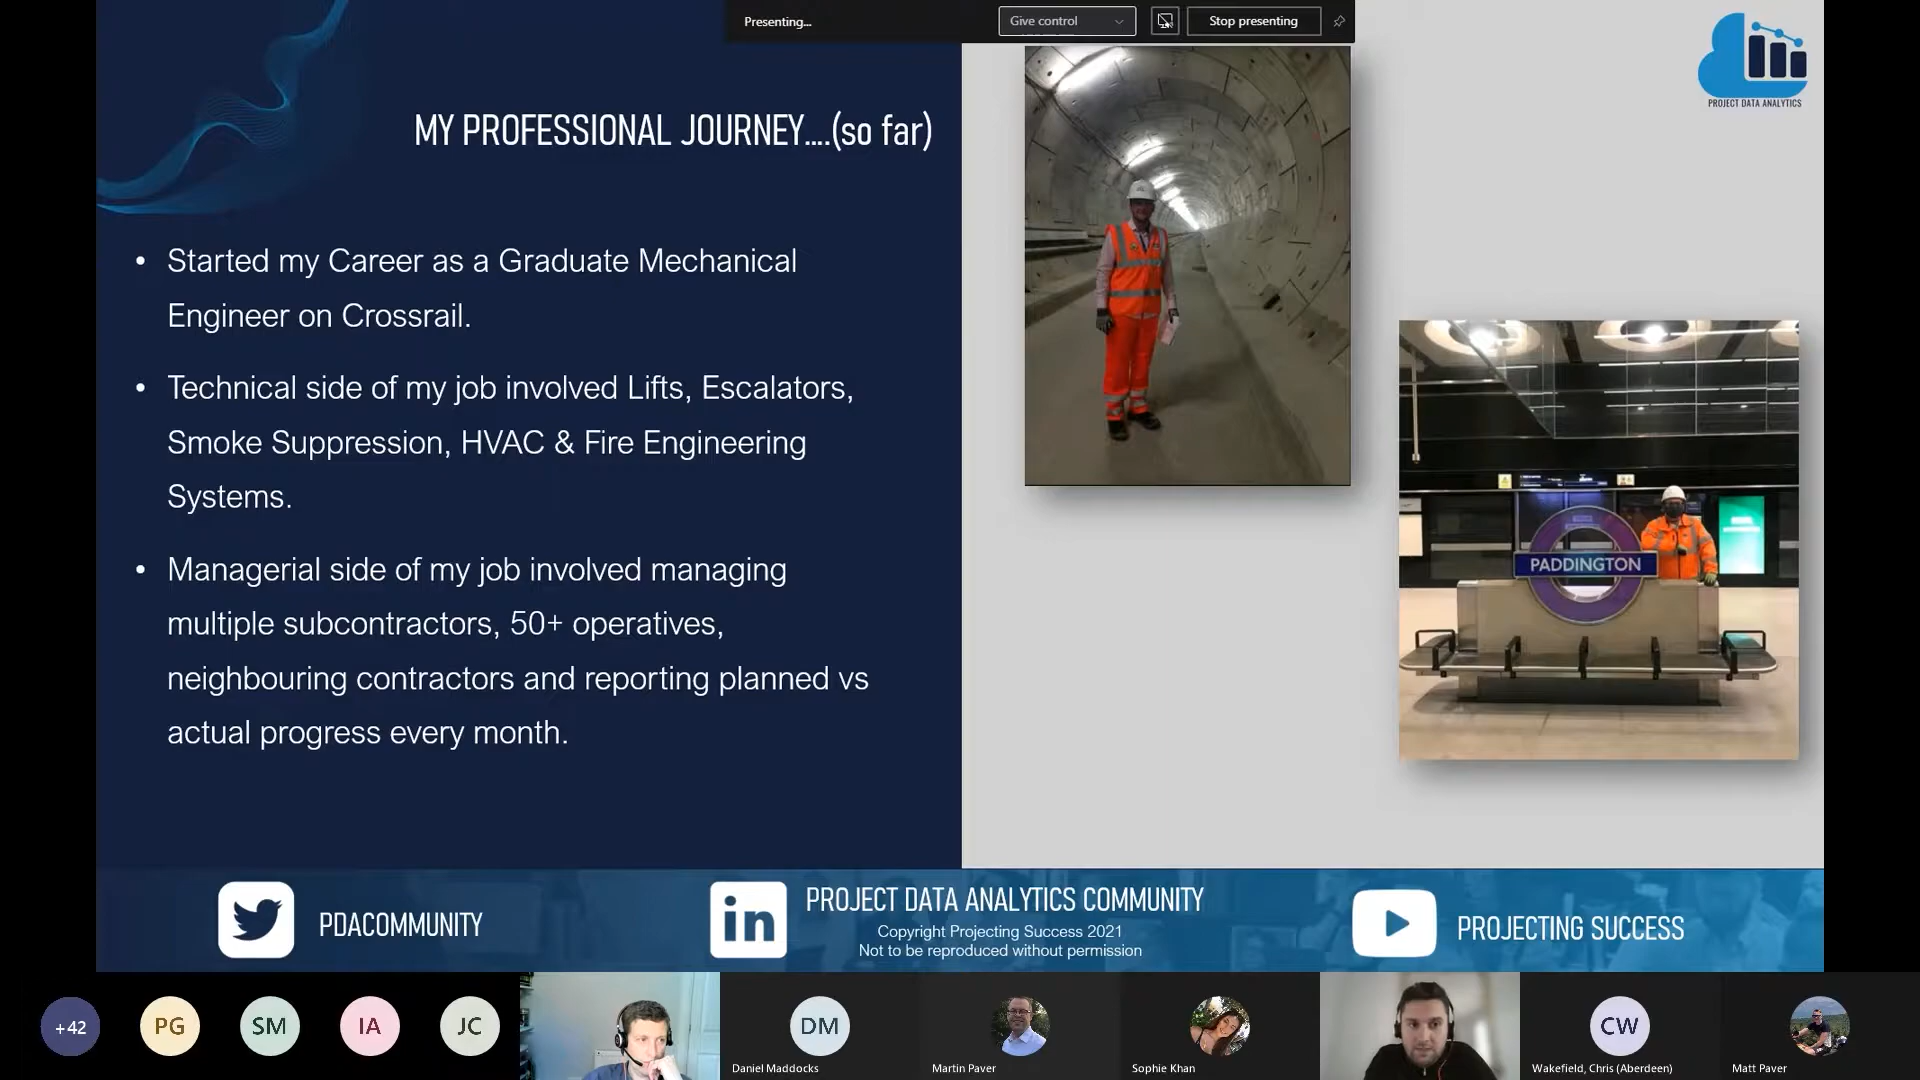 Presenting...
Give control
Stop presenting
PROJECT DATA ANALYTICS
MY PROFESSIONAL JOURNEY....(so far)
• Started my Career as a Graduate Mechanical
Engineer on Crossrail.
• Technical side of my job involved Lifts, Escalators,
Smoke Suppression, HVAC & Fire Engineering
Systems.
• Managerial side of my job involved managing
multiple subcontractors, 50+ operatives,
neighbouring contractors and reporting planned vs
actual progress every month.
PADDINGTON
PDACOMMUNITY
in
PROJECT DATA ANALYTICS COMMUNITY
Copyright Projecting Success 2021
Not to be reproduced without permission
PROJECTING SUCCESS
+42
PG
SM
IA
JC
DM
Daniel Maddocks
Martin Paver
Sophie Khan
CW
Wakefield, Chris (Aberdeen)
Matt Paver